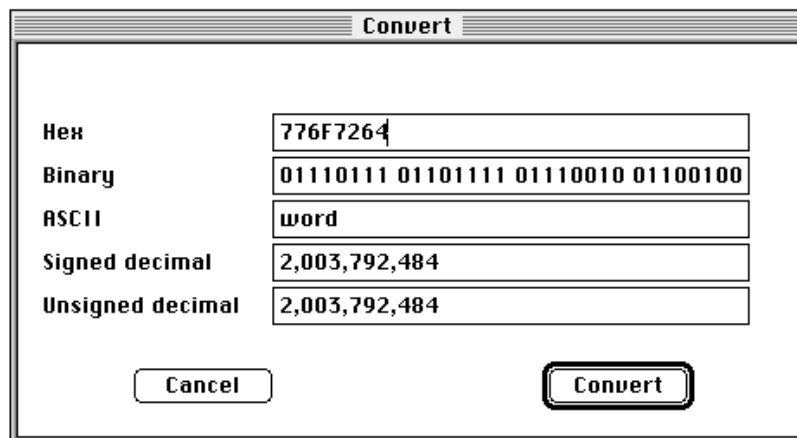 Convert
Hex 776F7264
Binary 01110111 01101111 01110010 01100100
ASCII word
Signed decimal 2,003,792,484
Unsigned decimal 2,003,792,484
Cancel Convert